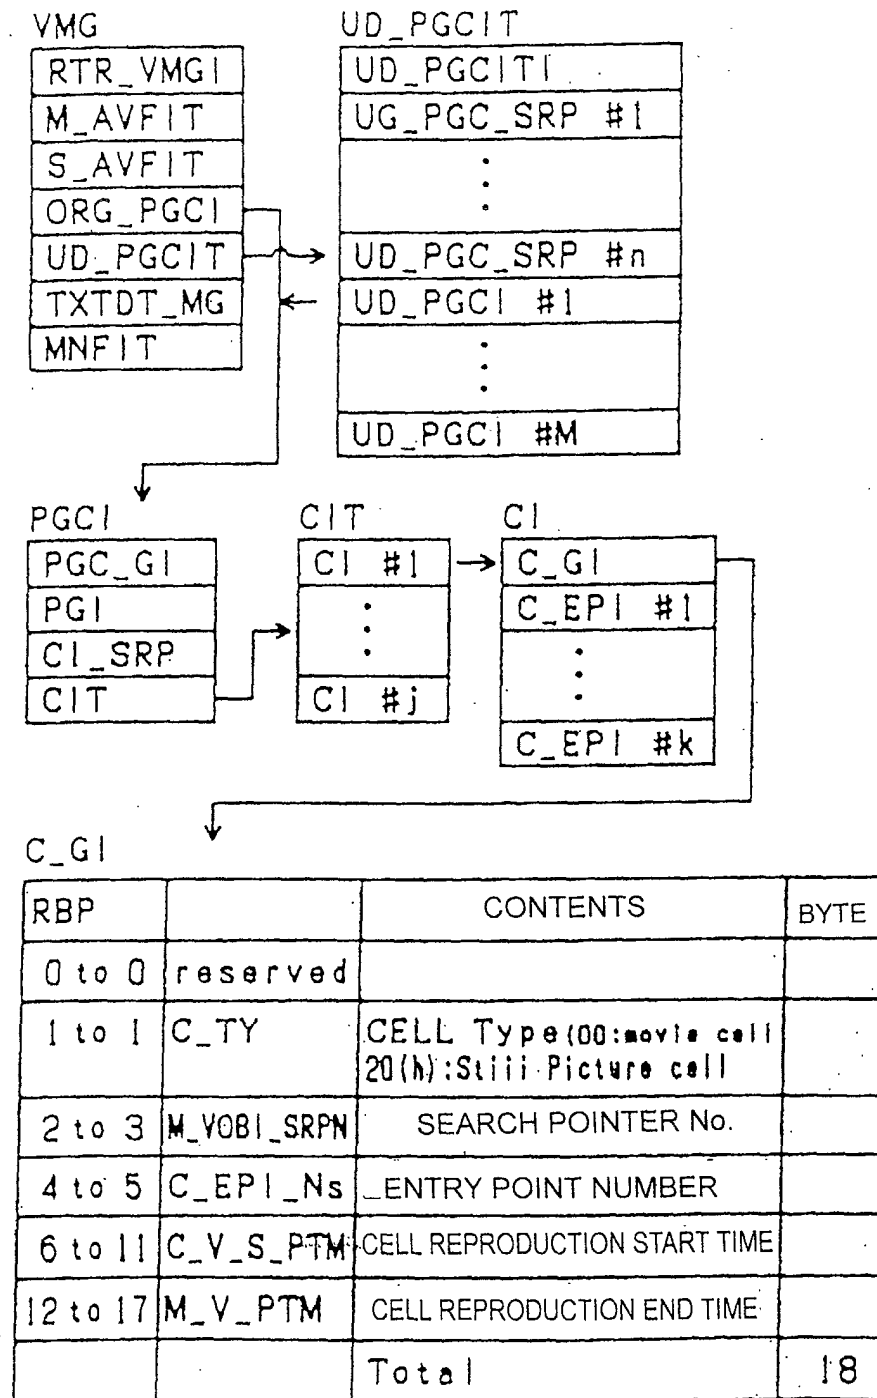 VMG
RTR_VMGI
M_AVFIT
S_AVFIT
ORG_PGCI
UD_PGCIT
TXTDT_MG
MNFIT
UD_PGCIT
UD_PGCITI
UG_PGC_SRP #1
UD_PGC_SRP #n
UD_PGCI #1
UD_PGCI #M
PGCI
PGC_GI
PGI
CI_SRP
CIT
CIT
CI #1
CI #j
CI
C_GI
C_EPI #1
C_EPI #k
C_GI
RBP CONTENTS BYTE
0 to 0 reserved
1 to 1 C_TY CELL Type(00:movie cell
20(h):Stiii Picture cell
2 to 3 M_VOBI_SRPN SEARCH POINTER No.
4 to 5 C_EPI_Ns _ENTRY POINT NUMBER
6 to 11 C_V_S_PTM CELL REPRODUCTION START TIME
12 to 17 M_V_PTM CELL REPRODUCTION END TIME
Total 18